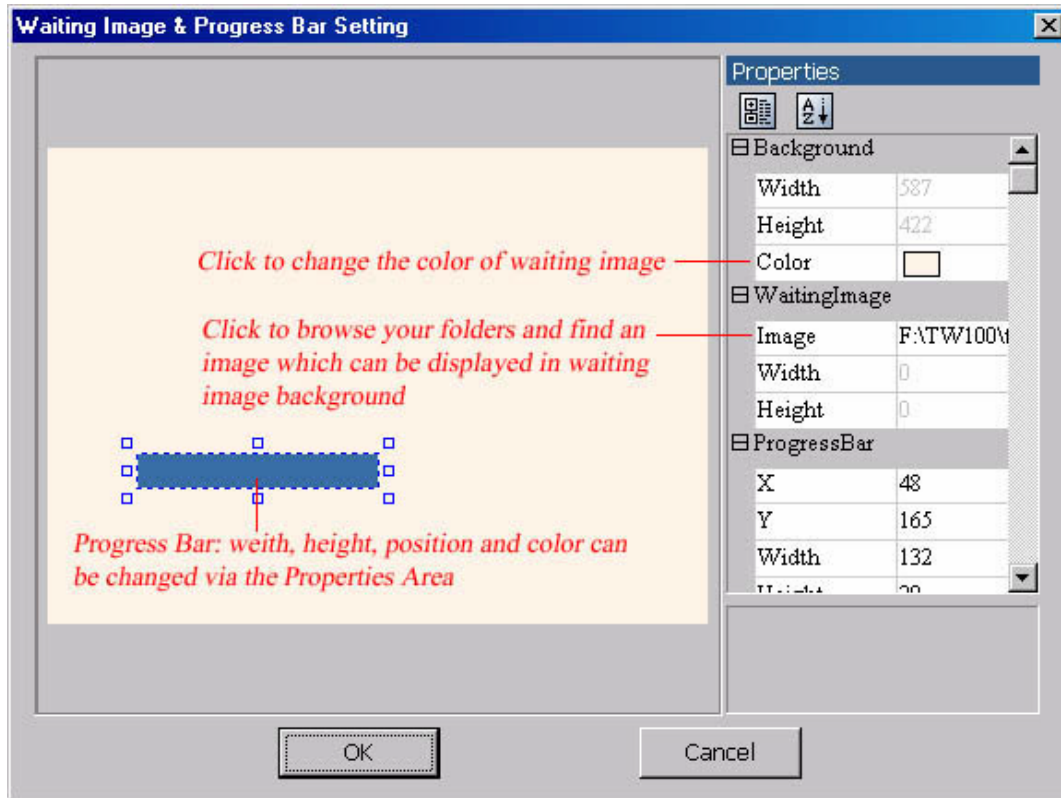 Waiting Image & Progress Bar Setting
Properties
Background
Width 587
Height 422
Click to change the color of waiting image
Color
WaitingImage
Click to browse your folders and find an
image which can be displayed in waiting
image background
Image F:\TW100\
Width 0
Height 0
ProgressBar
X 48
Y 165
Width 132
Progress Bar: weith, height, position and color can
be changed via the Properties Area
OK
Cancel